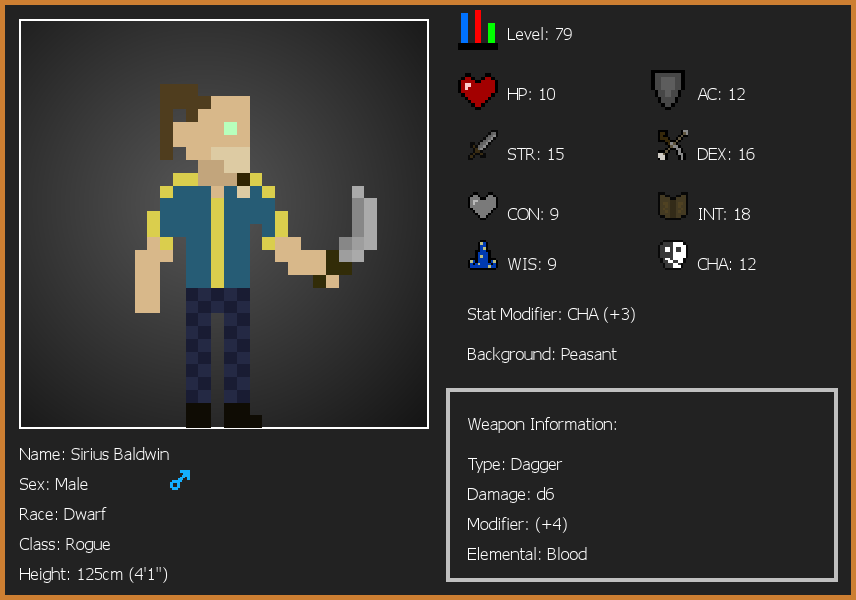 Level: 79
HP: 10
AC: 12
STR: 15
DEX: 16
CON: 9
INT: 18
WIS: 9
CHA: 12
Stat Modifier: CHA (+3)
Background: Peasant
Weapon Information:
Type: Dagger
Damage: d6
Modifier: (+4)
Elemental: Blood
Name: Sirius Baldwin
Sex: Male
Race: Dwarf
Class: Rogue
Height: 125cm (4'1")